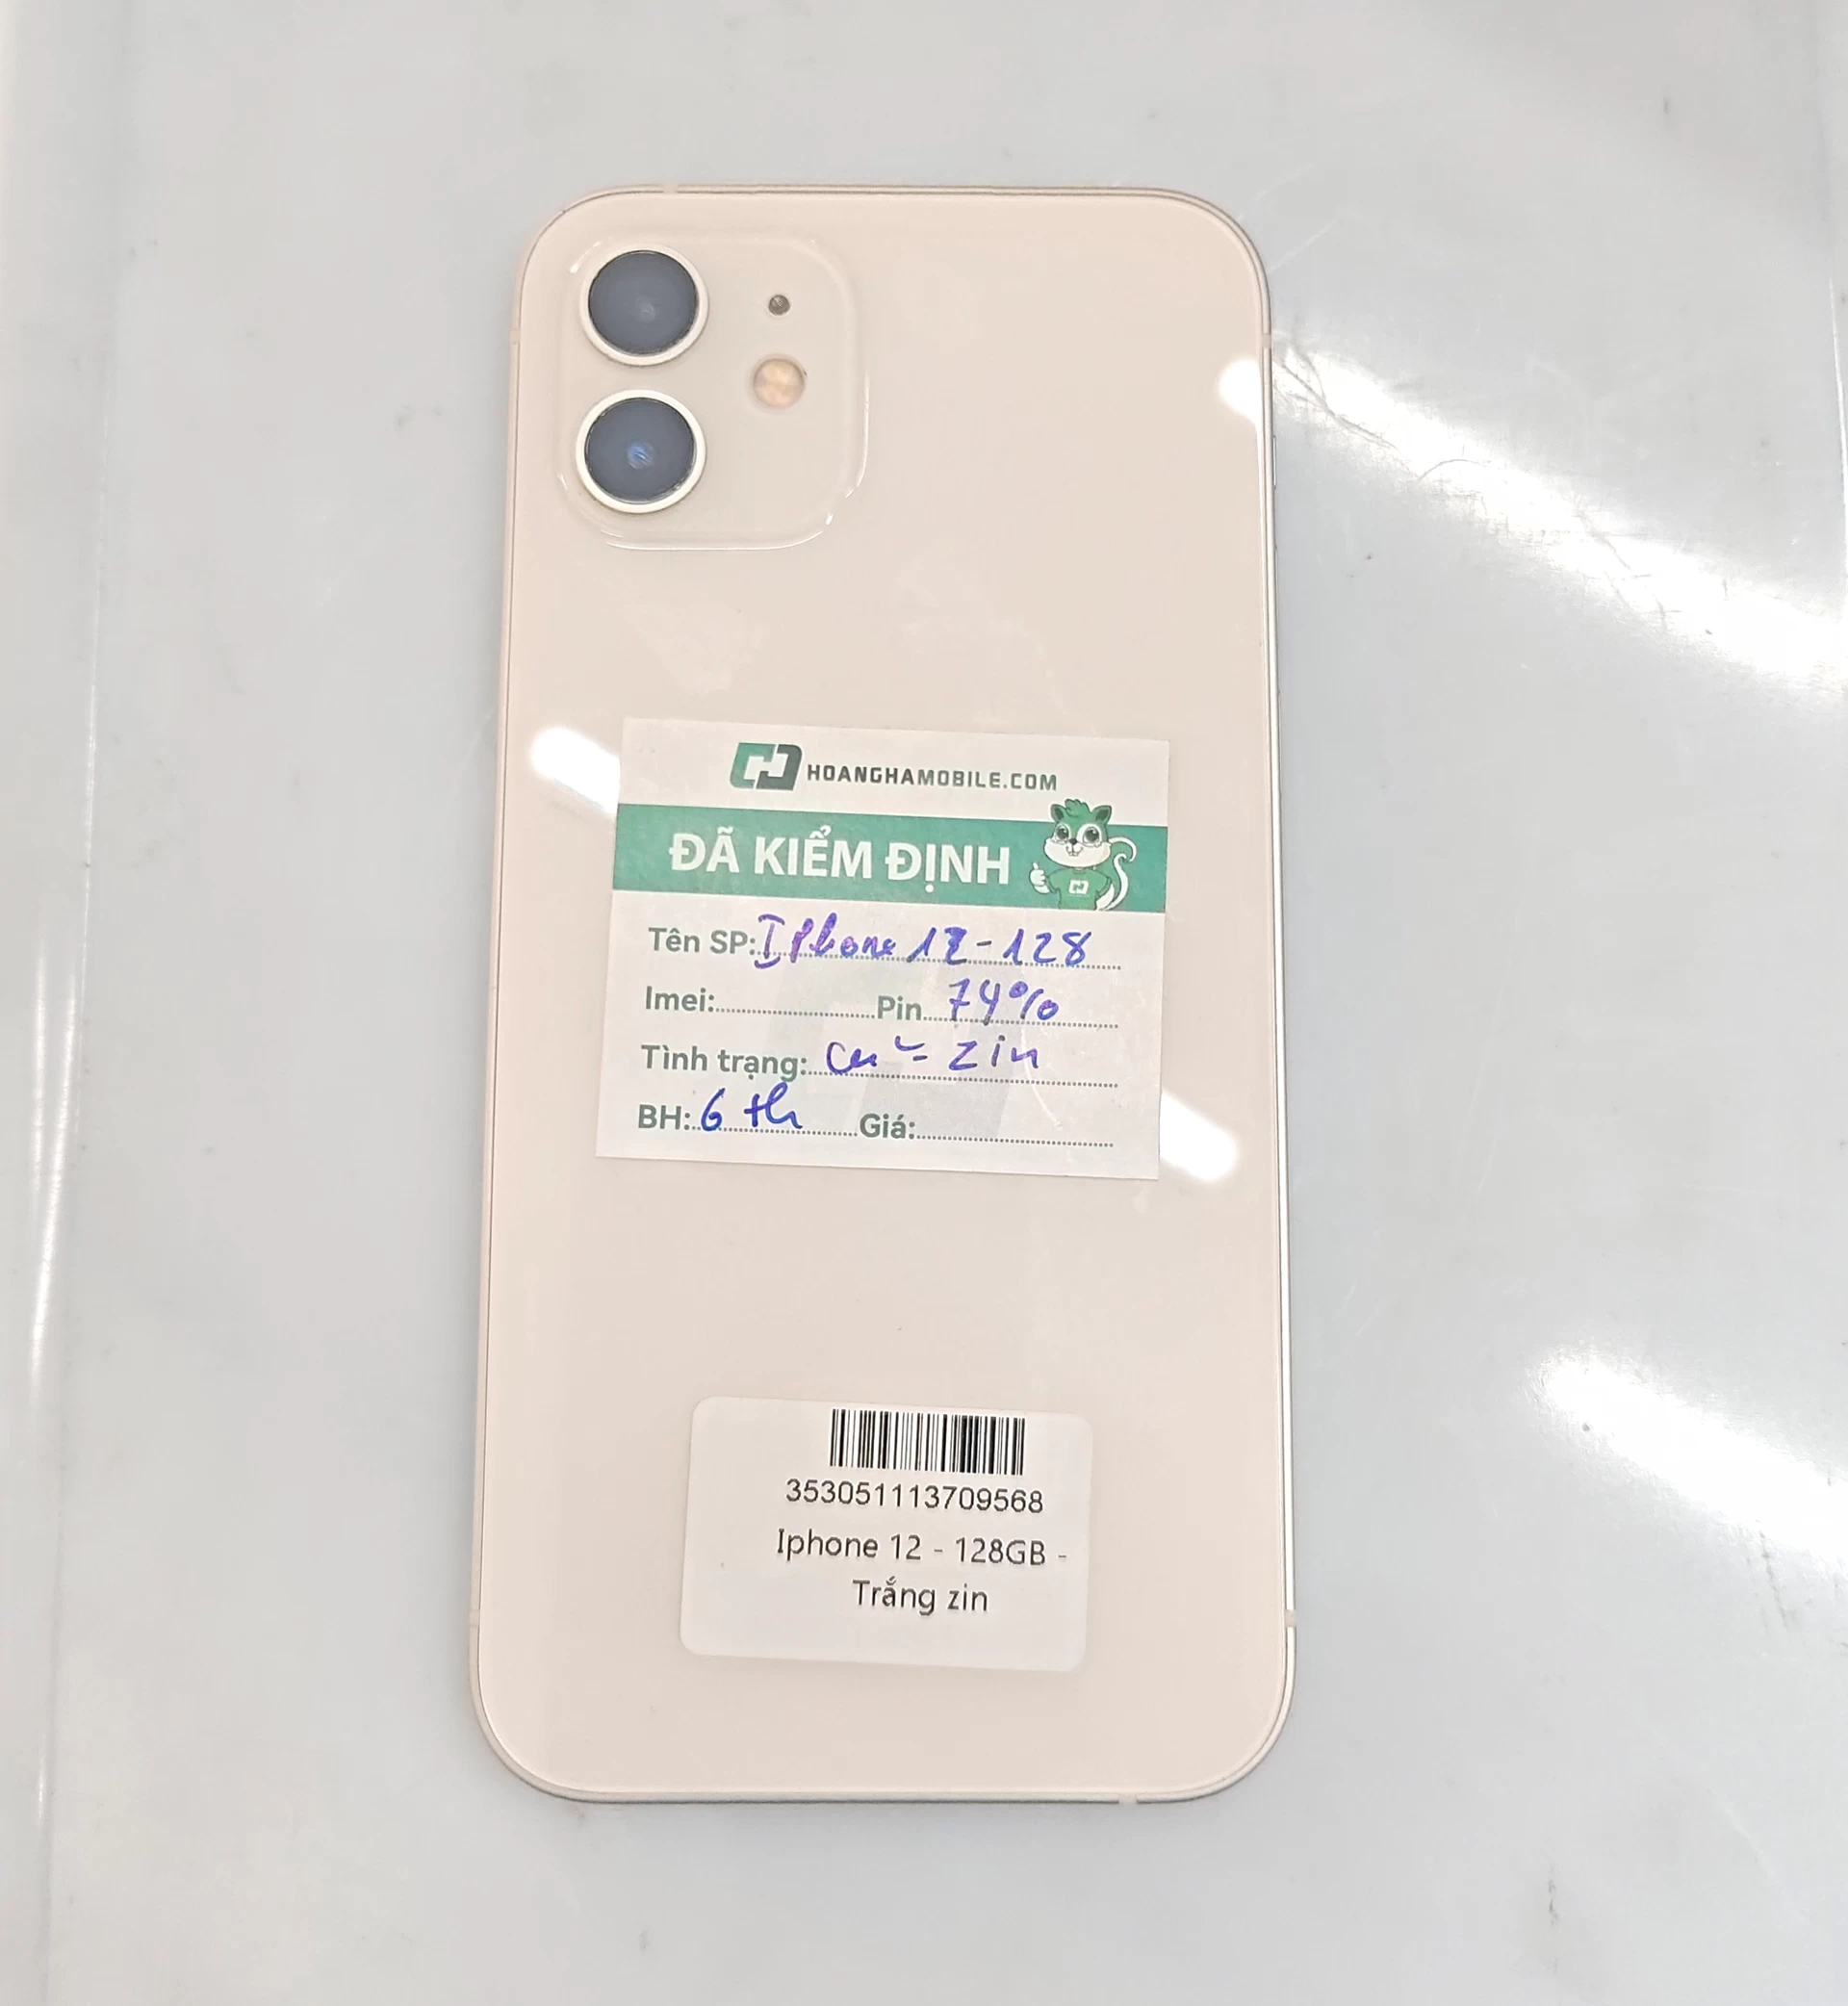 HOANGHAMOBILE.COM
ĐÃ KIỂM ĐỊNH
Tên SP: IPhone 12-128
Imei: Pin 74%
Tình trạng: cũ - zin
BH: 6 th Giá:
353051113709568
Iphone 12 - 128GB -
Trắng zin